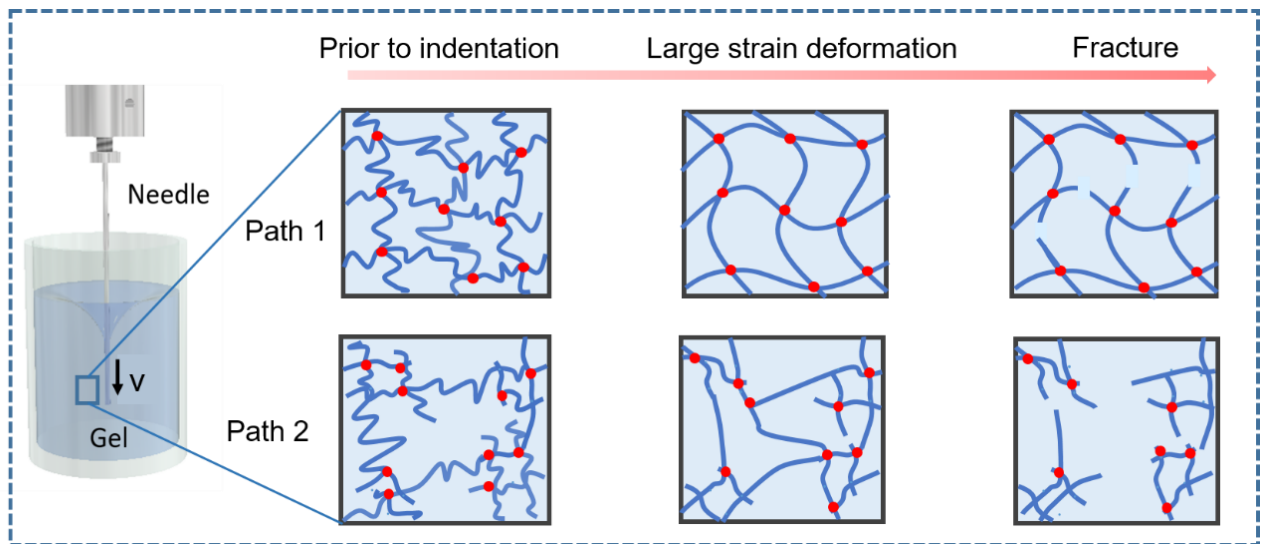 Prior to indentation
Large strain deformation
Fracture
Needle
Path 1
V
Gel
Path 2